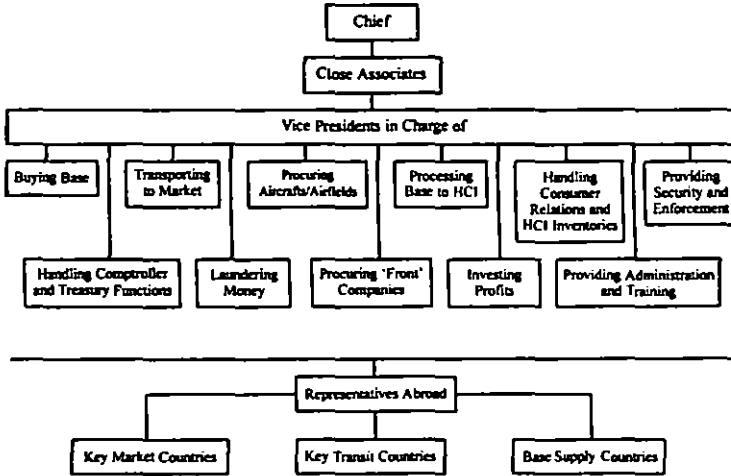 Chief
Close Associates
Vice Presidents in Charge of
Buying Base
Transporting
to Market
Procuring
Aircrafts/Airfields
Processing
Base to HCl
Handling
Consumer
Relations and
HCl Inventories
Providing
Security and
Enforcement
Handling Comptroller
and Treasury Functions
Laundering
Money
Procuring 'Front'
Companies
Investing
Profits
Providing Administration
and Training
Representatives Abroad
Key Market Countries
Key Transit Countries
Base Supply Countries